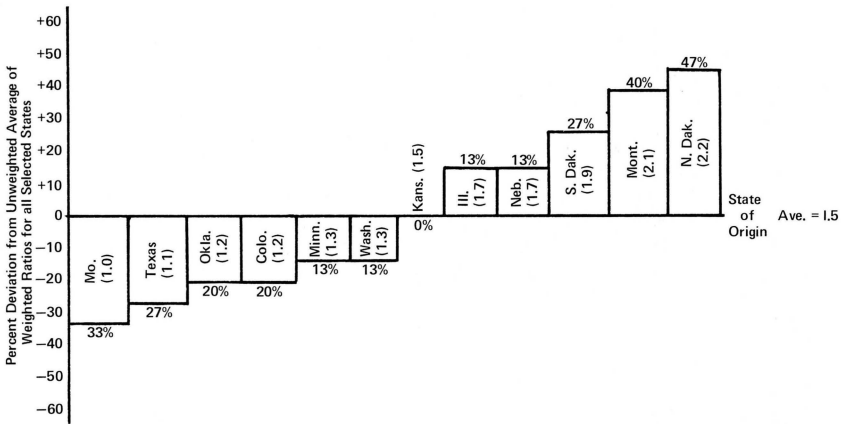 Percent Deviation from Unweighted Average of
Weighted Ratios for all Selected States
+60
+50
+40
+30
+20
+10
0
−10
−20
−30
−40
−50
−60
Mo.
(1.0)
33%
Texas
(1.1)
27%
Okla.
(1.2)
20%
Colo.
(1.2)
20%
Minn.
(1.3)
13%
Wash.
(1.3)
13%
Kans. (1.5)
0%
13%
Ill.
(1.7)
13%
Neb.
(1.7)
27%
S. Dak.
(1.9)
40%
Mont.
(2.1)
47%
N. Dak.
(2.2)
State
of
Origin
Ave. = 1.5